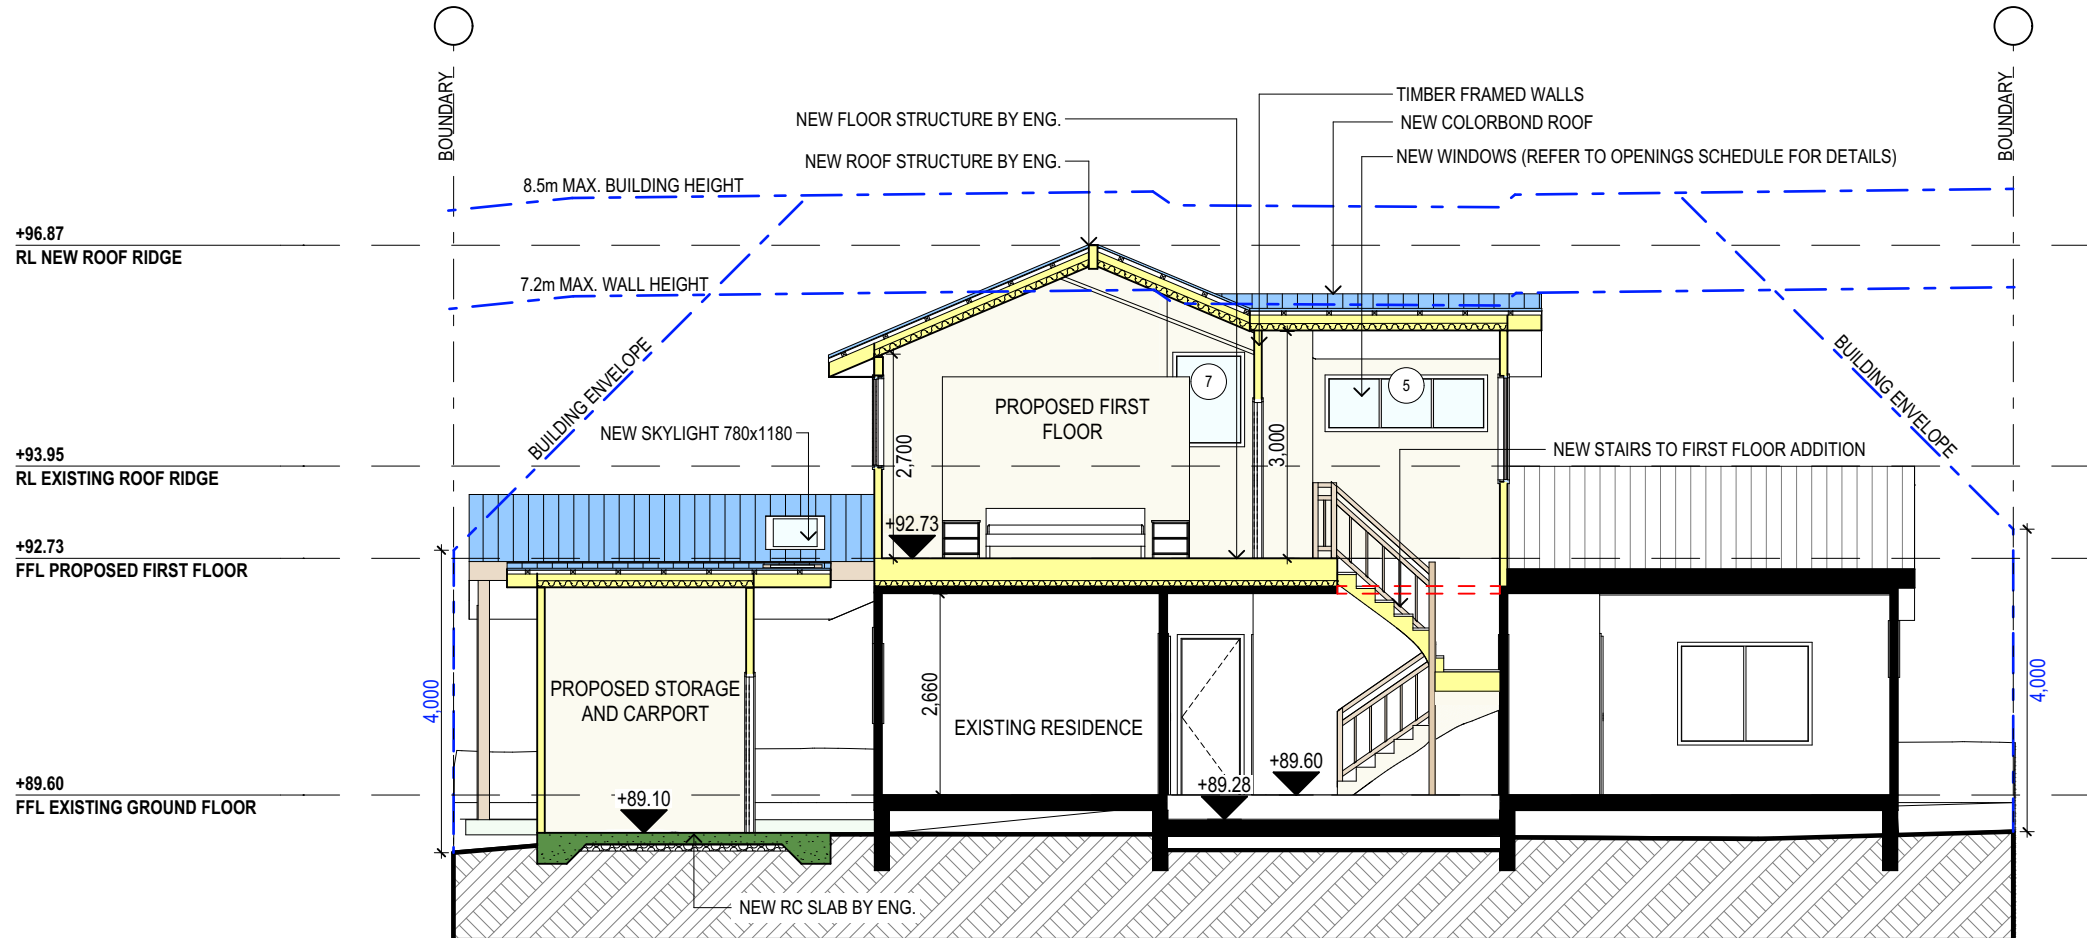 BOUNDARY
BOUNDARY
TIMBER FRAMED WALLS
NEW FLOOR STRUCTURE BY ENG.
NEW COLORBOND ROOF
NEW ROOF STRUCTURE BY ENG.
NEW WINDOWS (REFER TO OPENINGS SCHEDULE FOR DETAILS)
8.5m MAX. BUILDING HEIGHT
+96.87
RL NEW ROOF RIDGE
7.2m MAX. WALL HEIGHT
BUILDING ENVELOPE
BUILDING ENVELOPE
7
5
PROPOSED FIRST
FLOOR
NEW SKYLIGHT 780x1180
2,700
3,000
NEW STAIRS TO FIRST FLOOR ADDITION
+93.95
RL EXISTING ROOF RIDGE
+92.73
+92.73
FFL PROPOSED FIRST FLOOR
4,000
PROPOSED STORAGE
AND CARPORT
2,660
EXISTING RESIDENCE
4,000
+89.60
FFL EXISTING GROUND FLOOR
+89.10
+89.28
+89.60
NEW RC SLAB BY ENG.